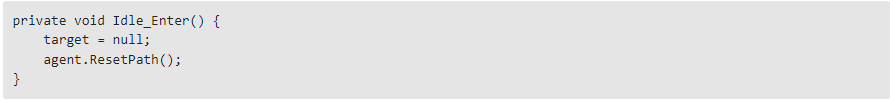 private void Idle_Enter() {
    target = null;
    agent.ResetPath();
}